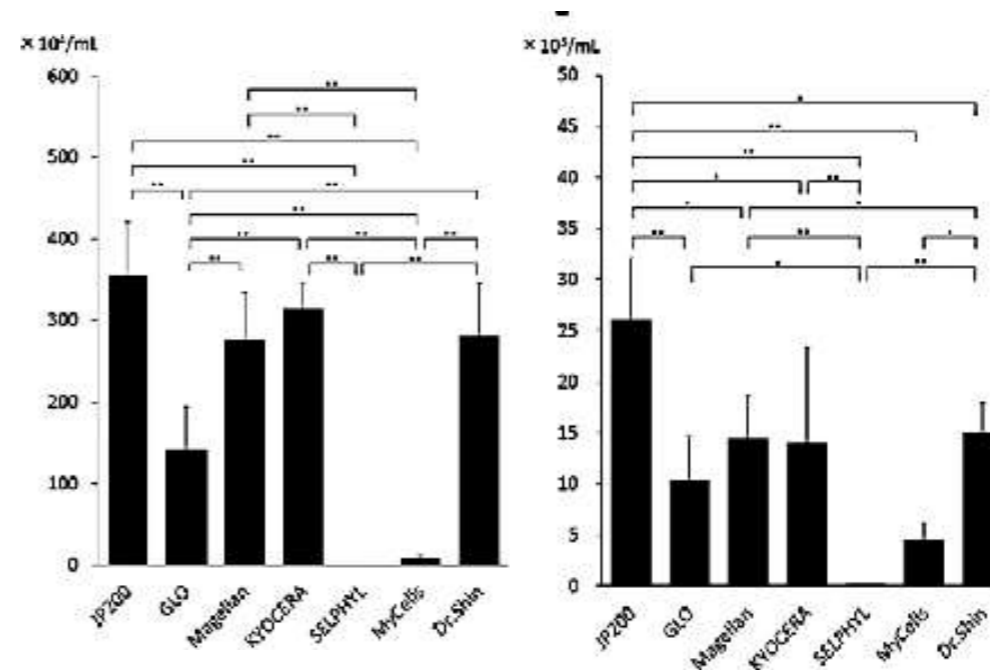 × 10⁴/mL
600
500
400
300
200
100
0
JP200
GLO
Magellan
KYOCERA
SELPHYL
MyCells
Dr.Shin
× 10⁵/mL
50
45
40
35
30
25
20
15
10
5
0
JP200
GLO
Magellan
KYOCERA
SELPHYL
MyCells
Dr.Shin